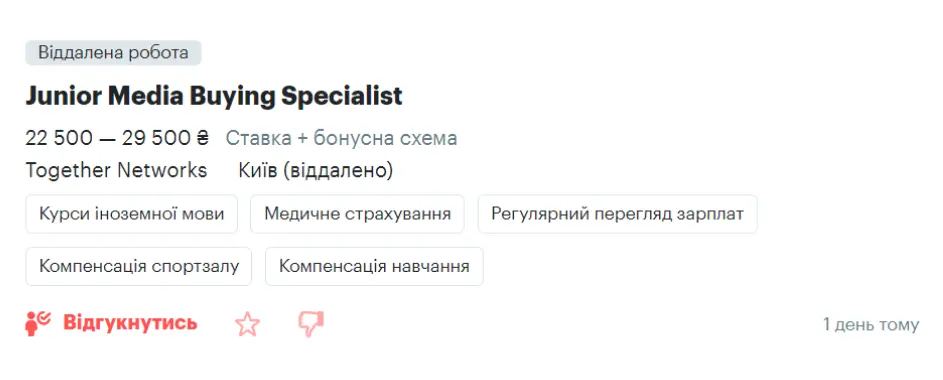 Віддалена робота
Junior Media Buying Specialist
22 500 — 29 500 ₴ Ставка + бонусна схема
Together Networks Київ (віддалено)
Курси іноземної мови Медичне страхування Регулярний перегляд зарплат
Компенсація спортзалу Компенсація навчання
Відгукнутись 1 день тому